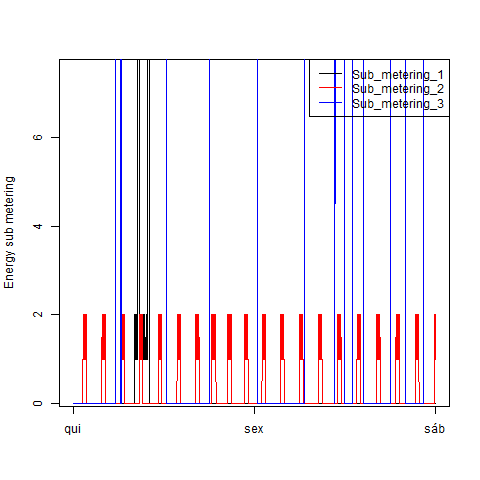 Sub_metering_1
Sub_metering_2
Sub_metering_3
Energy sub metering
6
4
2
0
qui sex sáb